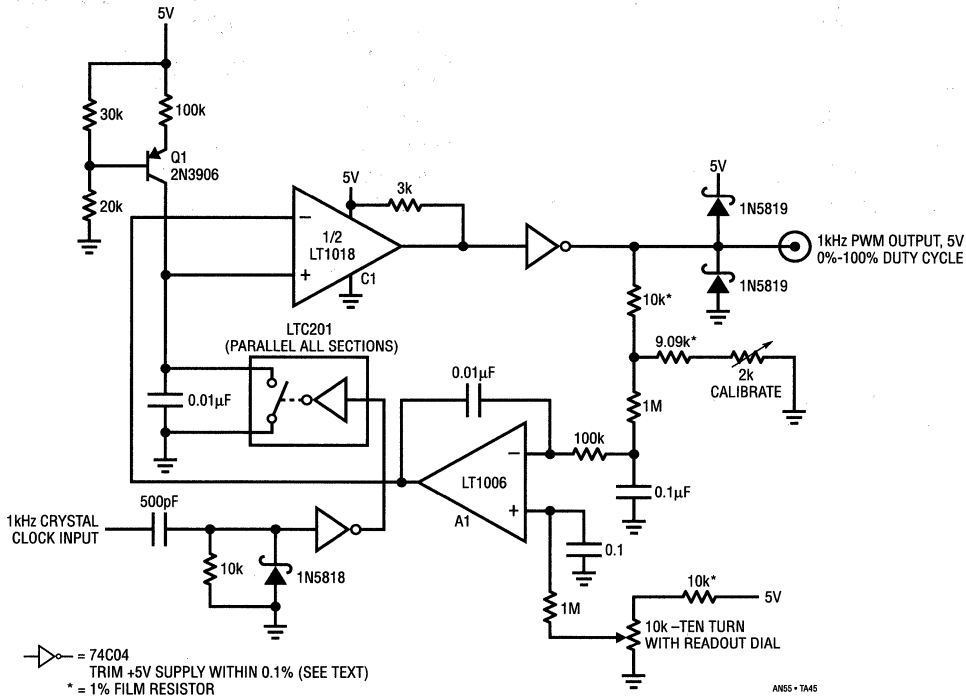 5V
30k
100k
Q1
2N3906
20k
5V
3k
−
1/2
LT1018
+
C1
5V
1N5819
1kHz PWM OUTPUT, 5V
0%-100% DUTY CYCLE
1N5819
10k*
9.09k*
2k
CALIBRATE
LTC201
(PARALLEL ALL SECTIONS)
0.01µF
0.01µF
1M
100k
−
LT1006
+
A1
0.1µF
500pF
1kHz CRYSTAL
CLOCK INPUT
10k
1N5818
0.1
1M
10k*
5V
10k –TEN TURN
WITH READOUT DIAL
= 74C04
TRIM +5V SUPPLY WITHIN 0.1% (SEE TEXT)
* = 1% FILM RESISTOR
AN55 • TA45